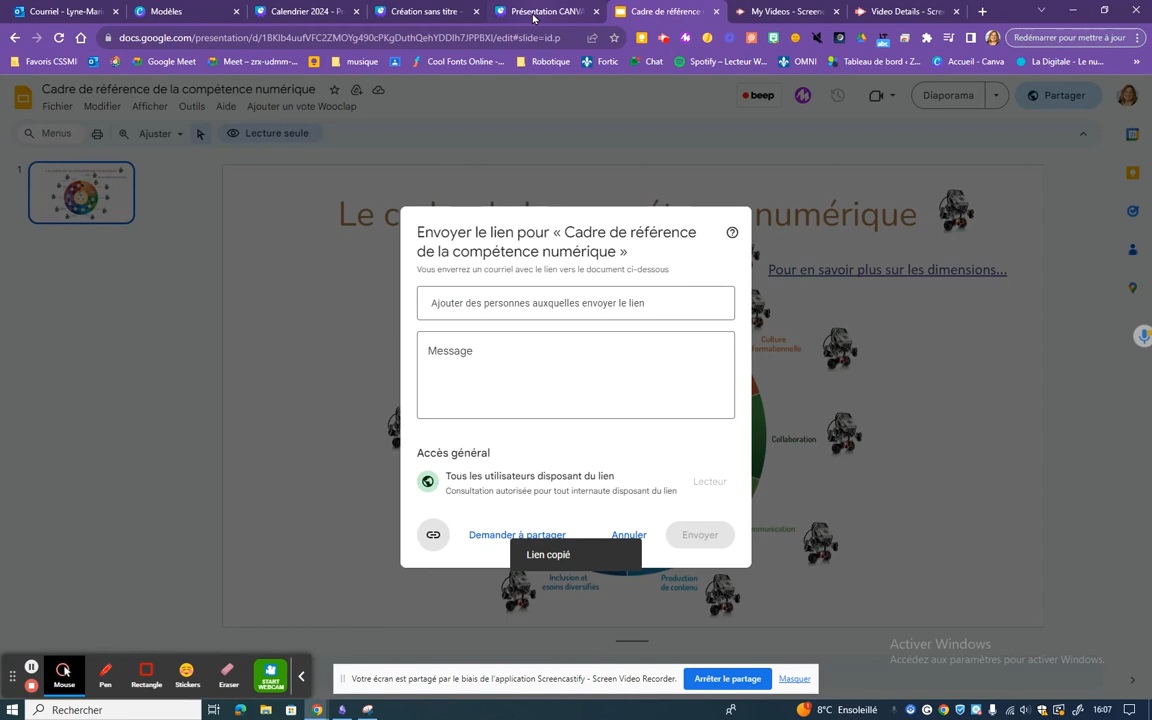 Courriel - Lyne-Mari
Modèles
Calendrier 2024 - Pr
Création sans titre -
Présentation CANV
Cadre de référence
My Videos - Screenc
Video Details - Scree
docs.google.com/presentation/d/1BKIb4uufVF2ZMOYg490cPKgDuthQehYDDIh7JPPBXI/edit#slide=id.p
Redémarrer pour mettre à jour
Favoris CSSMI
Google Meet
Meet – zrx-udmm-...
musique
Cool Fonts Online -...
Robotique
Fortic
Chat
Spotify – Lecteur W...
OMNI
Tableau de bord ‹ Z...
Accueil - Canva
La Digitale - Le nu...
Cadre de référence de la compétence numérique
Fichier Modifier Afficher Outils Aide Ajouter un vote Wooclap
beep
Diaporama
Partager
Menus
Ajuster
Lecture seule
1
numérique
Pour en savoir plus sur les dimensions...
Culture
Collaboration
Inclusion et
Production
de contenu
Envoyer le lien pour « Cadre de référence
de la compétence numérique »
Vous enverrez un courriel avec le lien vers le document ci-dessous
Ajouter des personnes auxquelles envoyer le lien
Message
Accès général
Tous les utilisateurs disposant du lien
Consultation autorisée pour tout internaute disposant du lien
Lecteur
Demander à partager
Annuler
Envoyer
Lien copié
Activer Windows
Accédez aux paramètres pour activer Windows.
Mouse
Pen
Rectangle
Stickers
Eraser
START
WEBCAM
Votre écran est partagé par le biais de l'application Screencastify - Screen Video Recorder.
Arrêter le partage
Masquer
Rechercher
8°C Ensoleillé
16:07